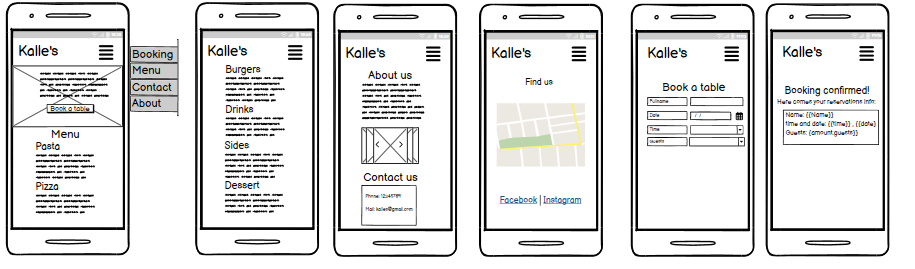 Kalle's
Book a table
Menu
Pasta
Pizza
Booking
Menu
Contact
About
Kalle's
Burgers
Drinks
Sides
Dessert
Kalle's
About us
Contact us
Phone: 12345789
Mail: kalles@gmail.com
Kalle's
Find us
Facebook | Instagram
Kalle's
Book a table
Fullname
Date
/ /
Time
Guests
Kalle's
Booking confirmed!
Here comes your reservations info:
Name: {{Name}}
time and date: {{time}} , {{date}
Guests: {amount.guests}}